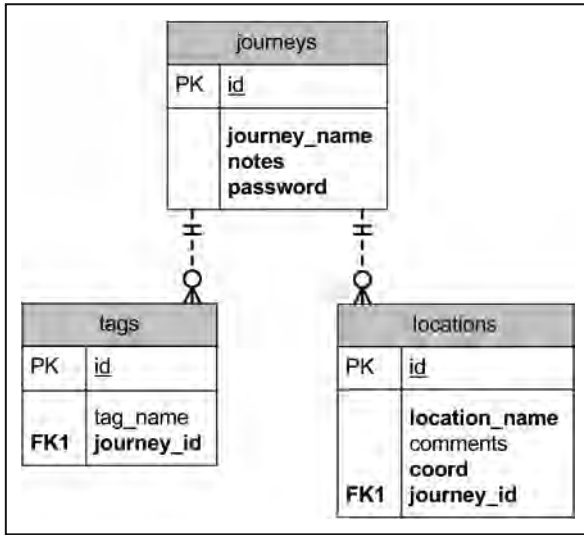 journeys
PK id
journey_name
notes
password
tags
PK id
tag_name
FK1 journey_id
locations
PK id
location_name
comments
coord
FK1 journey_id